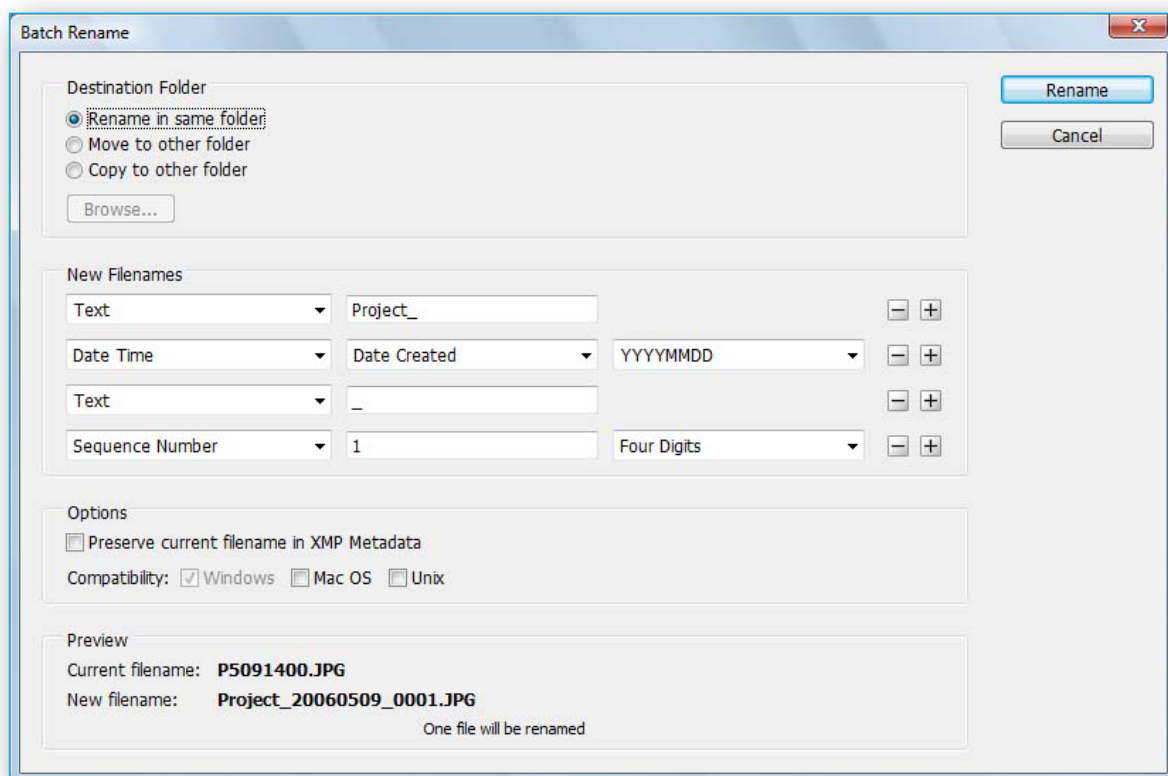 Batch Rename
Destination Folder
Rename in same folder
Move to other folder
Copy to other folder
Browse...
Rename
Cancel
New Filenames
Text Project_
Date Time Date Created YYYYMMDD
Text _
Sequence Number 1 Four Digits
Options
Preserve current filename in XMP Metadata
Compatibility: Windows Mac OS Unix
Preview
Current filename: P5091400.JPG
New filename: Project_20060509_0001.JPG
One file will be renamed